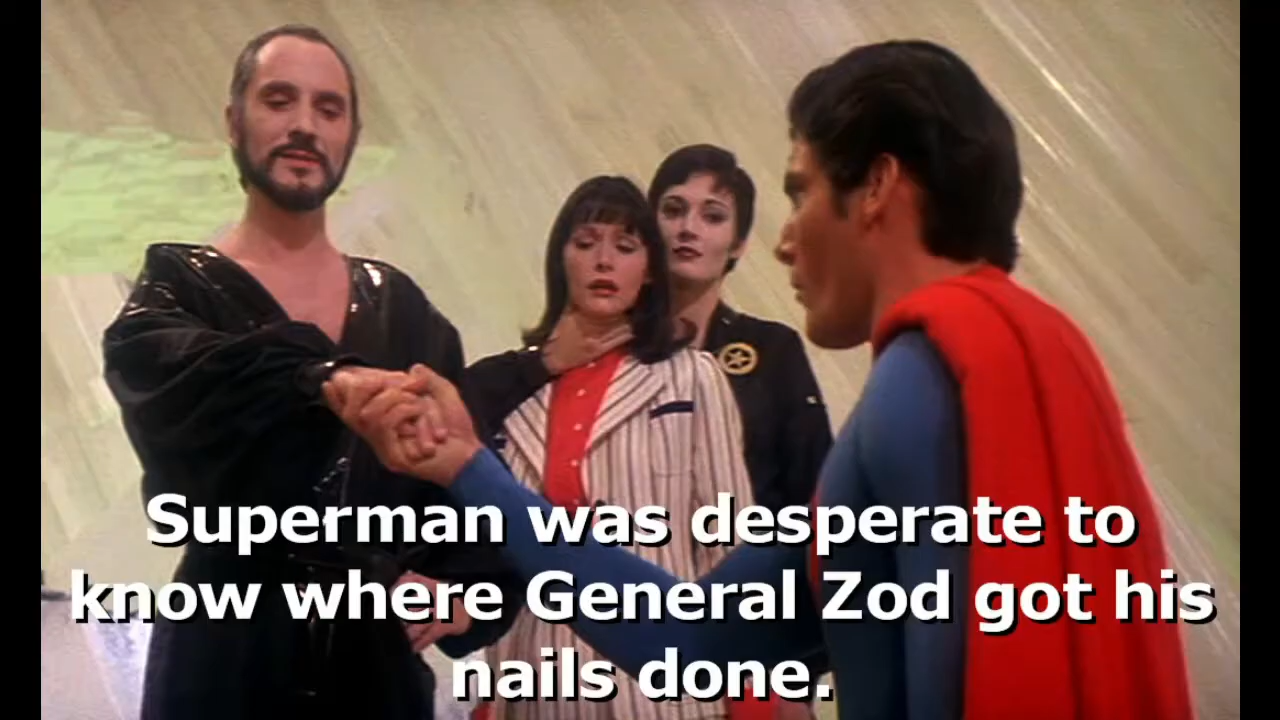 Superman was desperate to
know where General Zod got his
nails done.